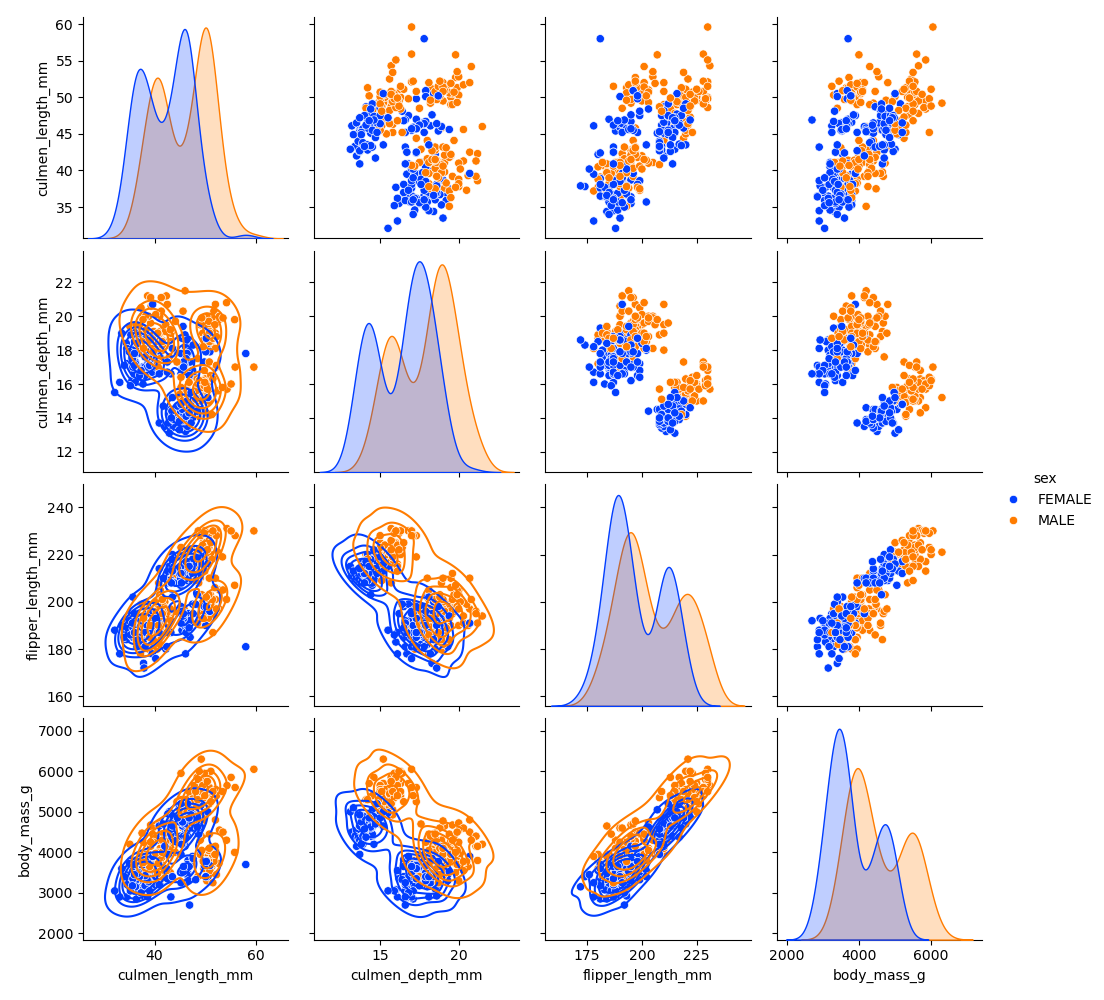 60
55
50
45
40
35
culmen_length_mm
22
20
18
16
14
12
culmen_depth_mm
sex
FEMALE
MALE
240
220
200
180
160
flipper_length_mm
7000
6000
5000
4000
3000
2000
body_mass_g
40 60 15 20 175 200 225 2000 4000 6000
culmen_length_mm culmen_depth_mm flipper_length_mm body_mass_g